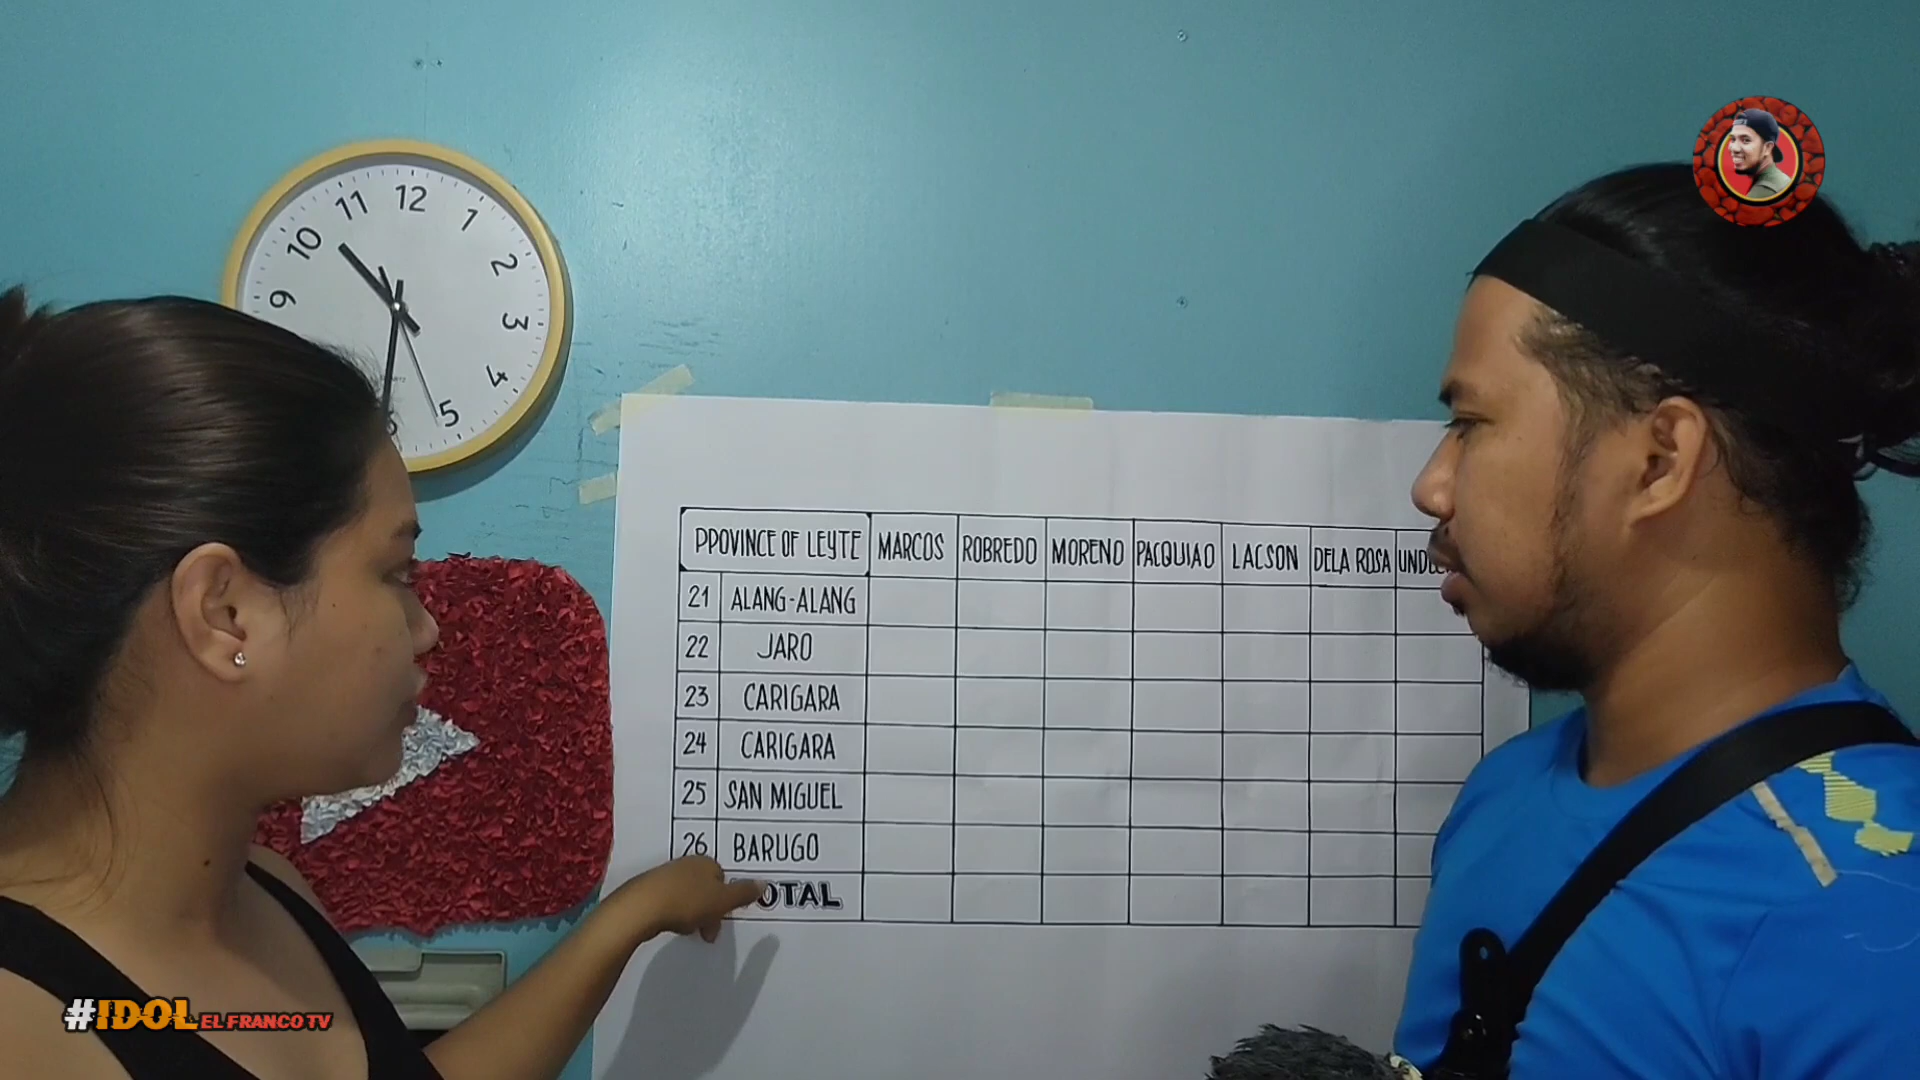 11 12 1
10 2
9 3
4
5
PPOVINCE OF LEYTE MARCOS ROBREDO MORENO PACQUIAO LACSON DELA ROSA
21 ALANG-ALANG
22 JARO
23 CARIGARA
24 CARIGARA
25 SAN MIGUEL
26 BARUGO
TOTAL
#IDOL EL FRANCO TV